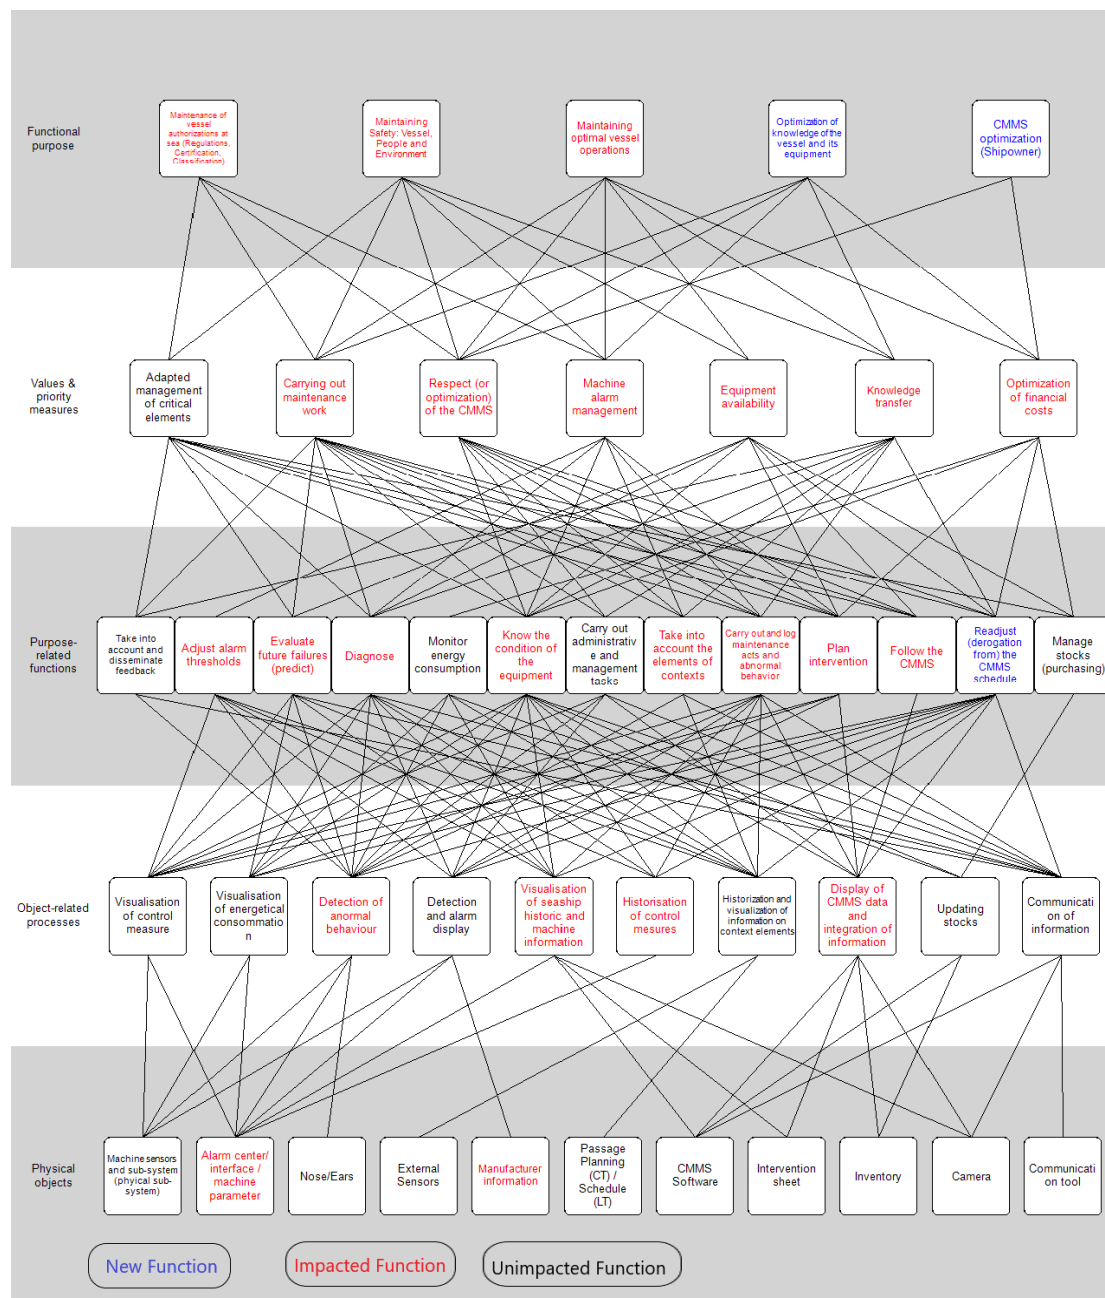 Functional
purpose
Maintenance of
vessel
authorizations at
sea (Regulations,
Certification,
Classification)
Maintaining
Safety: Vessel,
People and
Environment
Maintaining
optimal vessel
operations
Optimization of
knowledge of the
vessel and its
equipment
CMMS
optimization
(Shipowner)
Values &
priority
measures
Adapted
management
of critical
elements
Carrying out
maintenance
work
Respect (or
optimization)
of the CMMS
Machine
alarm
management
Equipment
availability
Knowledge
transfer
Optimization
of financial
costs
Purpose-
related
functions
Take into
account and
disseminate
feedback
Adjust alarm
thresholds
Evaluate
future failures
(predict)
Diagnose
Monitor
energy
consumption
Know the
condition of
the
equipment
Carry out
administrativ
e and
management
tasks
Take into
account the
elements of
contexts
Carry out and log
maintenance
acts and
abnormal
behavior
Plan
intervention
Follow the
CMMS
Readjust
(derogation
from) the
CMMS
schedule
Manage
stocks
(purchasing)
Object-related
processes
Visualisation
of control
measure
Visualisation
of energetical
consommatio
n
Detection of
anormal
behaviour
Detection
and alarm
display
Visualisation
of seaship
historic and
machine
information
Historisation
of control
mesures
Historization and
visualization of
information on
context elements
Display of
CMMS data
and
integration of
information
Updating
stocks
Communicati
on of
information
Physical
objects
Machine sensors
and sub-system
(phyical sub-
system)
Alarm center/
interface /
machine
parameter
Nose/Ears
External
Sensors
Manufacturer
information
Passage
Planning
(CT) /
Schedule
(LT)
CMMS
Software
Intervention
sheet
Inventory
Camera
Communicati
on tool
New Function
Impacted Function
Unimpacted Function